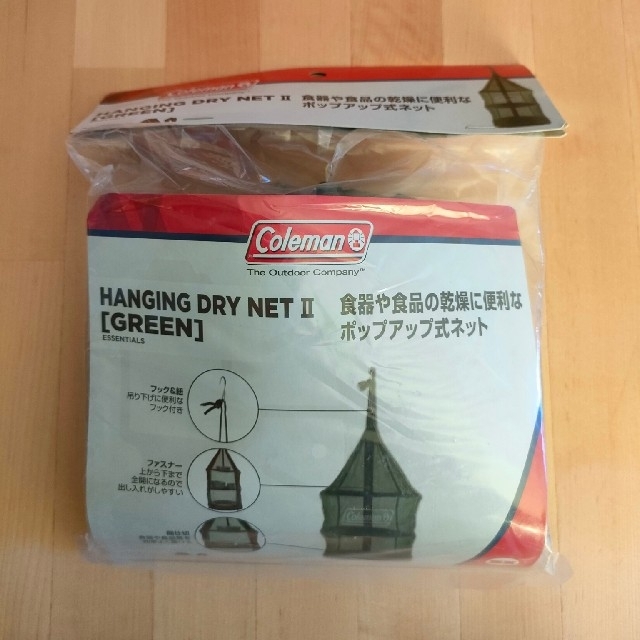 Coleman
HANGING DRY NET II
[GREEN]
食器や食品の乾燥に便利な
ポップアップ式ネット
Coleman
The Outdoor Company™
HANGING DRY NET II
[GREEN]
ESSENTIALS
食器や食品の乾燥に便利な
ポップアップ式ネット
フック&紐
吊り下げに便利な
フック付き
ファスナー
上から下まで
全開になるので
出し入れがしやすい
Coleman